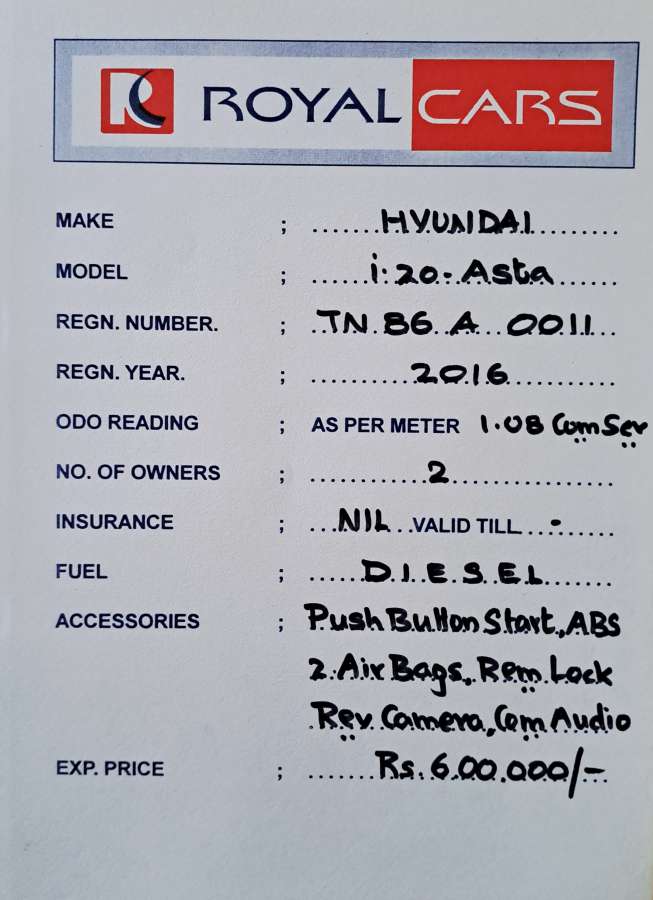 ROYAL CARS
MAKE ; HYUNDAI
MODEL ; i.20.Asta
REGN. NUMBER. ; TN 86 A 0011
REGN. YEAR. ; 2016
ODO READING ; AS PER METER 1.08 Com Ser
NO. OF OWNERS ; 2
INSURANCE ; NIL VALID TILL -
FUEL ; DIESEL
ACCESSORIES ; Push Button Start, ABS
2 Air Bags, Rem Lock
Rev Camera, Com Audio
EXP. PRICE ; Rs. 6.00.000/-